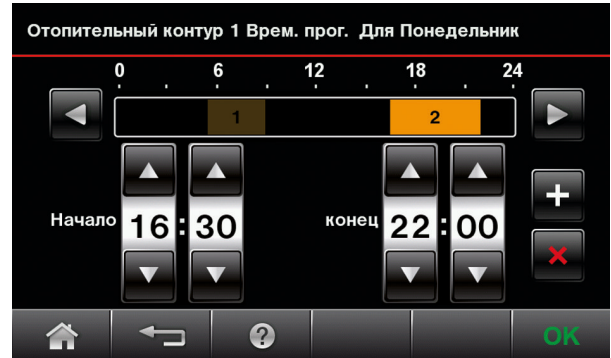 Отопительный контур 1 Врем. прог. Для Понедельник
0 6 12 18 24
1 2
Начало 16:30 конец 22:00
OK